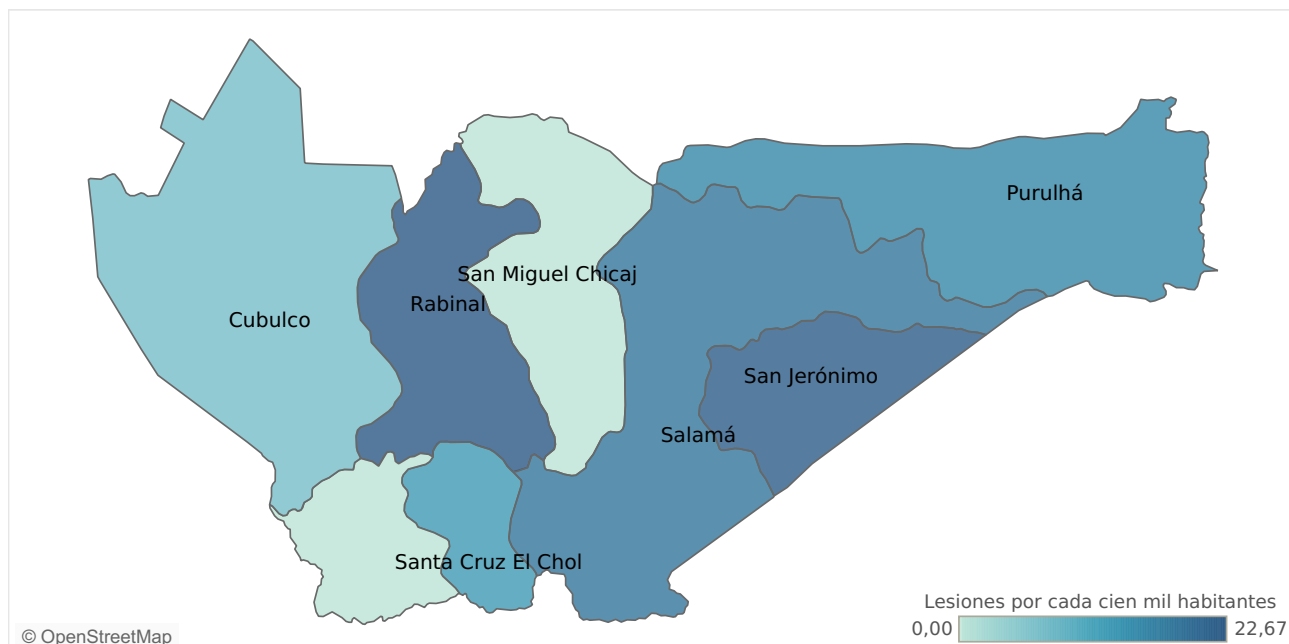 Purulhá
San Miguel Chicaj
Rabinal
Cubulco
San Jerónimo
Salamá
Santa Cruz El Chol
Lesiones por cada cien mil habitantes
0,00
22,67
© OpenStreetMap